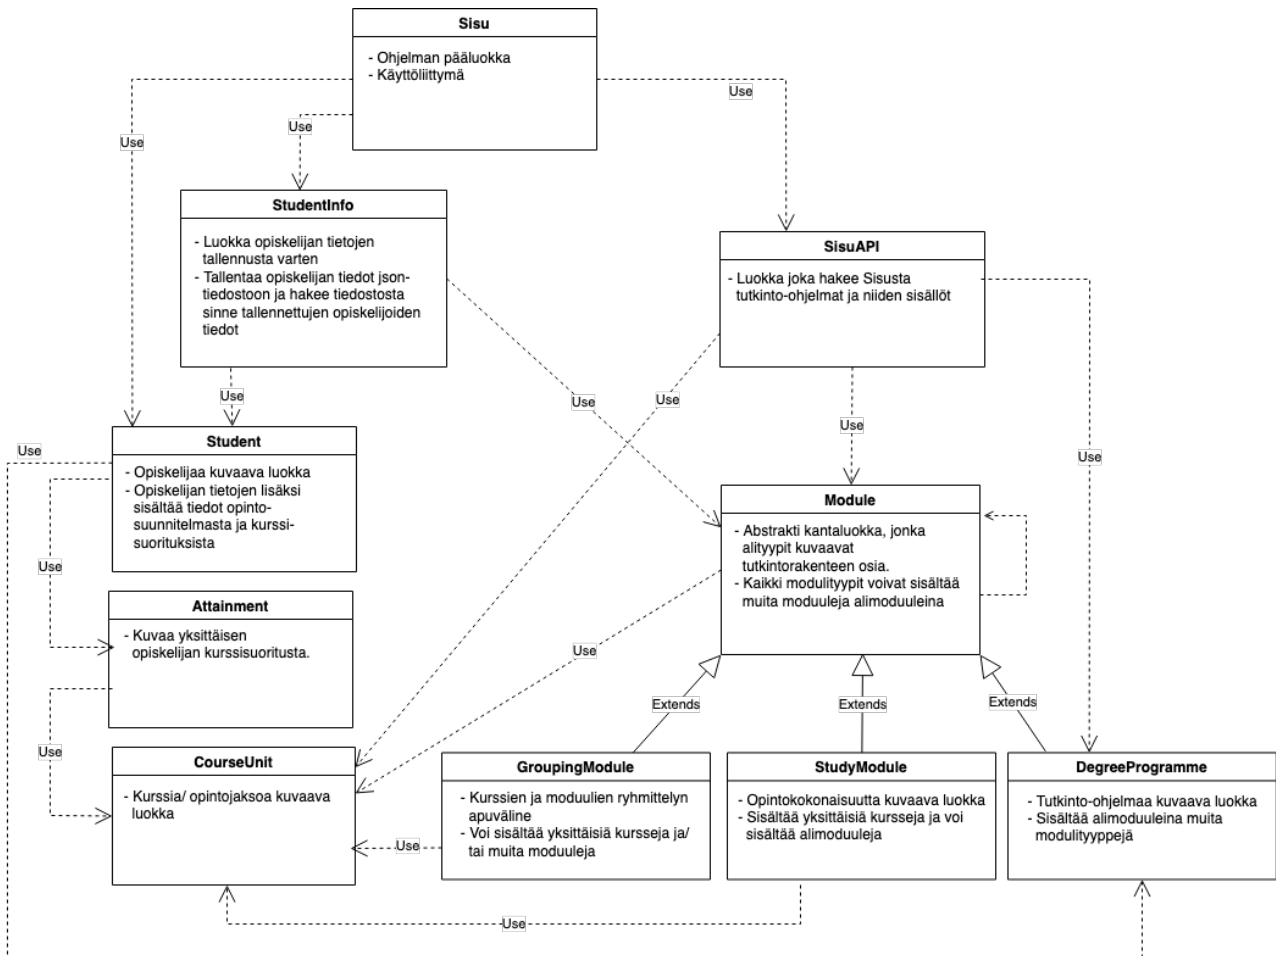 Sisu
- Ohjelman pääluokka
- Käyttöliittymä
Use
Use
Use
StudentInfo
- Luokka opiskelijan tietojen
tallennusta varten
- Tallentaa opiskelijan tiedot json-
tiedostoon ja hakee tiedostosta
sinne tallennettujen opiskelijoiden
tiedot
SisuAPI
- Luokka joka hakee Sisusta
tutkinto-ohjelmat ja niiden sisällöt
Use
Use
Use
Use
Use
Use
Student
- Opiskelijaa kuvaava luokka
- Opiskelijan tietojen lisäksi
sisältää tiedot opinto-
suunnitelmasta ja kurssi-
suorituksista
Module
- Abstrakti kantaluokka, jonka
alityypit kuvaavat
tutkintorakenteen osia.
- Kaikki modulityypit voivat sisältää
muita moduuleja alimoduuleina
Use
Attainment
- Kuvaa yksittäisen
opiskelijan kurssisuoritusta.
Use
Extends
Extends
Extends
Use
CourseUnit
- Kurssia/ opintojaksoa kuvaava
luokka
GroupingModule
- Kurssien ja moduulien ryhmittelyn
apuväline
- Voi sisältää yksittäisiä kursseja ja/
tai muita moduuleja
StudyModule
- Opintokokonaisuutta kuvaava luokka
- Sisältää yksittäisiä kursseja ja voi
sisältää alimoduuleja
DegreeProgramme
- Tutkinto-ohjelmaa kuvaava luokka
- Sisältää alimoduuleina muita
modulityyppejä
Use
Use